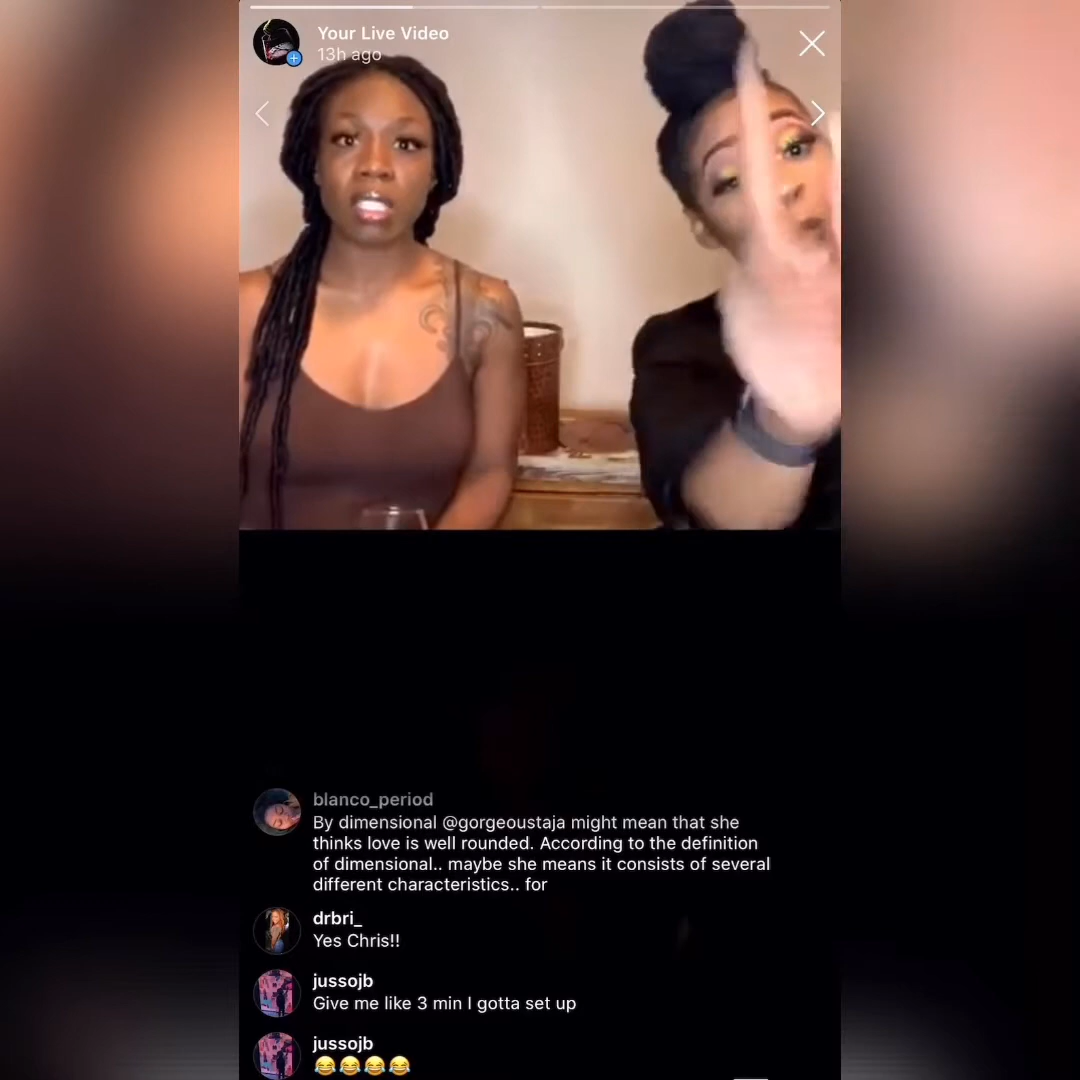 Your Live Video
13h ago
blanco_period
By dimensional @gorgeoustaja might mean that she
thinks love is well rounded. According to the definition
of dimensional.. maybe she means it consists of several
different characteristics.. for
drbri_
Yes Chris!!
jussojb
Give me like 3 min I gotta set up
jussojb
😂😂😂😂